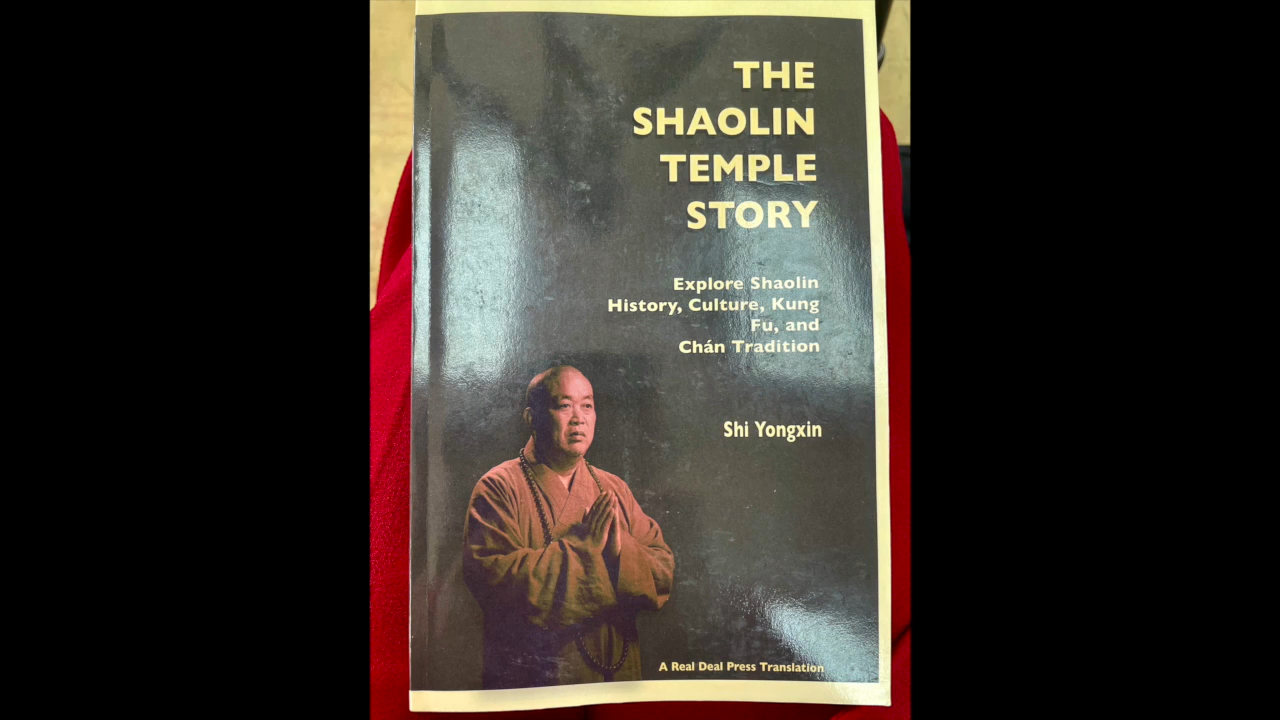 THE
SHAOLIN
TEMPLE
STORY
Explore Shaolin
History, Culture, Kung
Fu, and
Chán Tradition
Shi Yongxin
A Real Deal Press Translation